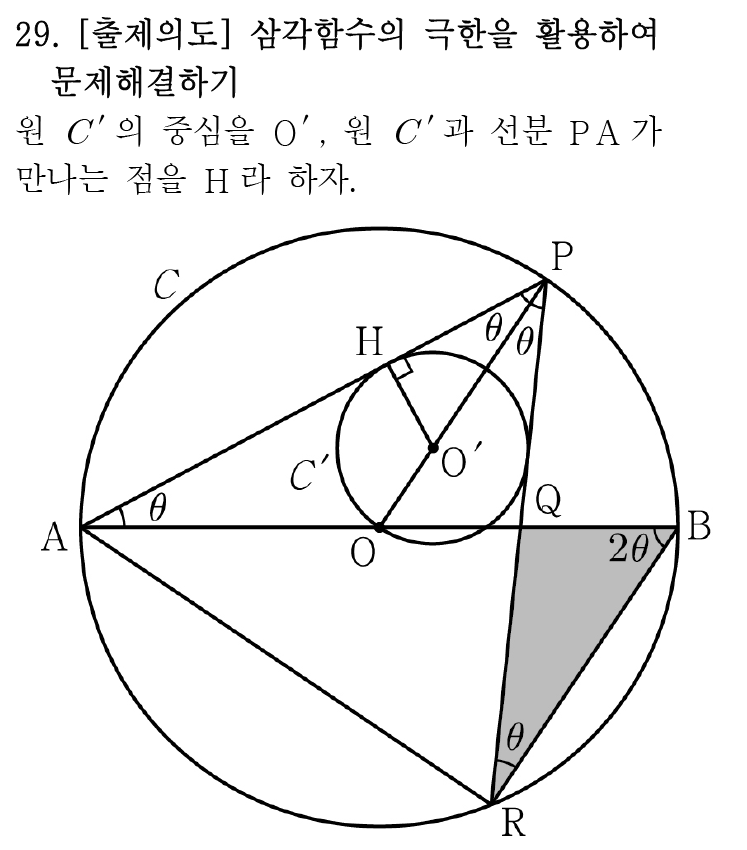 29. [출제의도] 삼각함수의 극한을 활용하여
문제해결하기
원 C′의 중심을 O′, 원 C′과 선분 PA가
만나는 점을 H라 하자.
P
C
H
θ
θ
O′
C′
θ
Q
A
O
2θ
B
θ
R